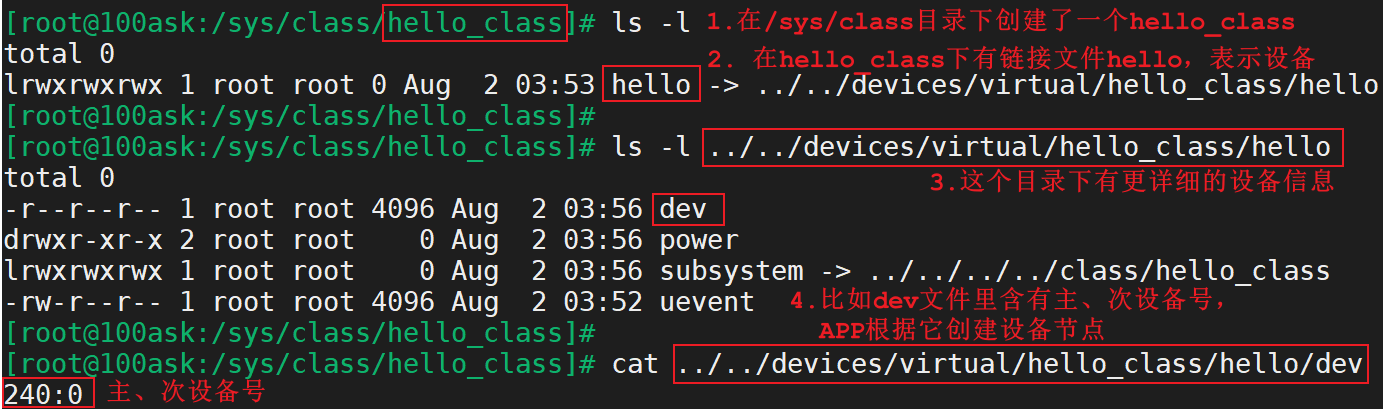 [root@100ask:/sys/class/hello_class]# ls -l 1.在/sys/class目录下创建了一个hello_class
total 0 2. 在hello_class下有链接文件hello，表示设备
lrwxrwxrwx 1 root root 0 Aug  2 03:53 hello -> ../../devices/virtual/hello_class/hello
[root@100ask:/sys/class/hello_class]#
[root@100ask:/sys/class/hello_class]# ls -l ../../devices/virtual/hello_class/hello
total 0 3.这个目录下有更详细的设备信息
-r--r--r-- 1 root root 4096 Aug  2 03:56 dev
drwxr-xr-x 2 root root    0 Aug  2 03:56 power
lrwxrwxrwx 1 root root    0 Aug  2 03:56 subsystem -> ../../../../class/hello_class
-rw-r--r-- 1 root root 4096 Aug  2 03:52 uevent 4.比如dev文件里含有主、次设备号，
[root@100ask:/sys/class/hello_class]# APP根据它创建设备节点
[root@100ask:/sys/class/hello_class]# cat ../../devices/virtual/hello_class/hello/dev
240:0 主、次设备号